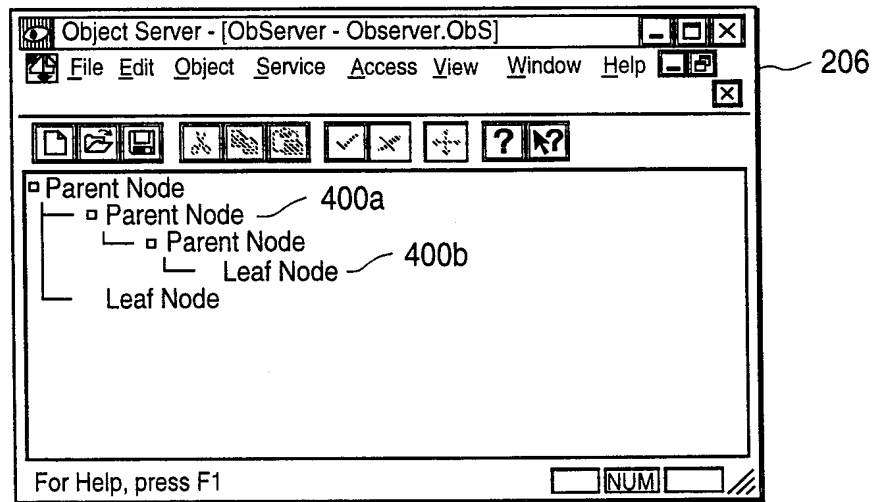 Object Server - [ObServer - Observer.ObS]
File Edit Object Service Access View Window Help
206
? ?
Parent Node
Parent Node 400a
Parent Node
Leaf Node 400b
Leaf Node
For Help, press F1 NUM